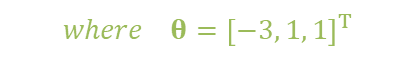 where θ = [−3, 1, 1]ᵀ